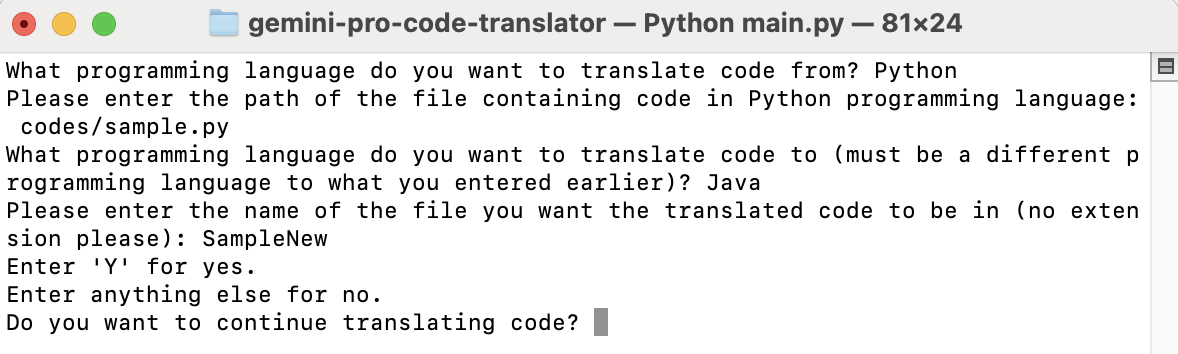 gemini-pro-code-translator — Python main.py — 81×24
What programming language do you want to translate code from? Python
Please enter the path of the file containing code in Python programming language:
 codes/sample.py
What programming language do you want to translate code to (must be a different p
rogramming language to what you entered earlier)? Java
Please enter the name of the file you want the translated code to be in (no exten
sion please): SampleNew
Enter 'Y' for yes.
Enter anything else for no.
Do you want to continue translating code?